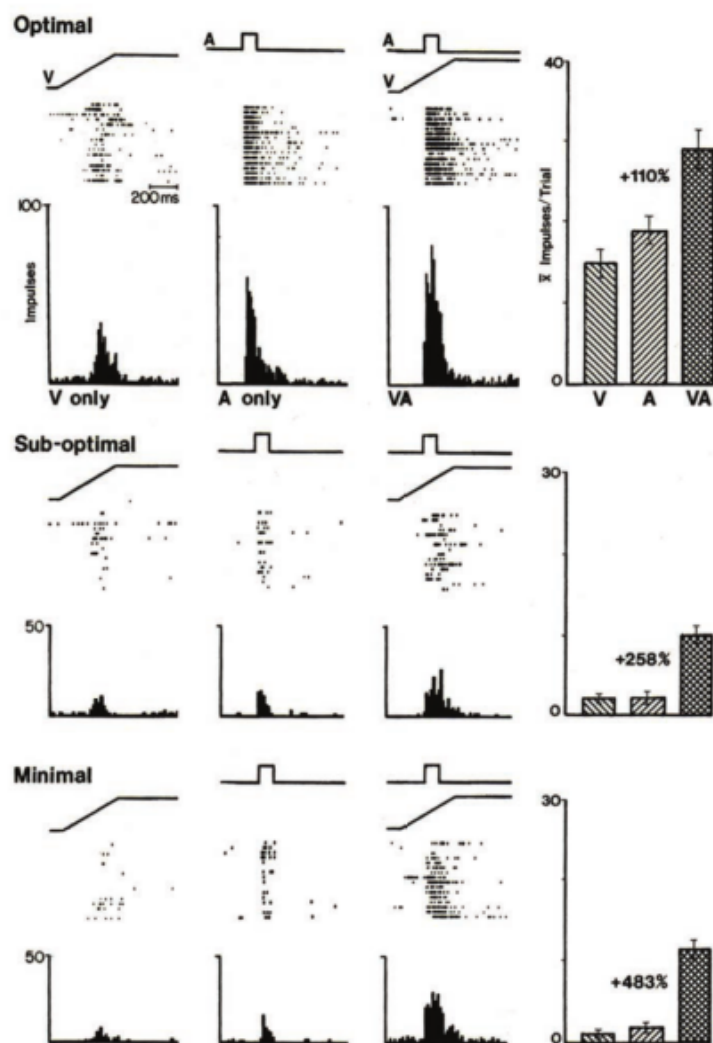 Optimal
V
A
A
V
200ms
100
Impulses
V only
A only
VA
40
+110%
X̄ Impulses/Trial
0
V
A
VA
Sub-optimal
50
30
+258%
0
Minimal
50
30
+483%
0